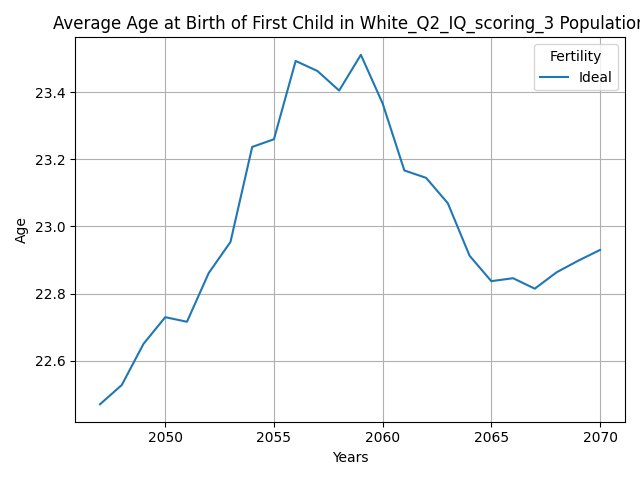 Average Age at Birth of First Child in White_Q2_IQ_scoring_3 Population
Fertility
Ideal
23.4
23.2
23.0
22.8
22.6
Age
2050 2055 2060 2065 2070
Years